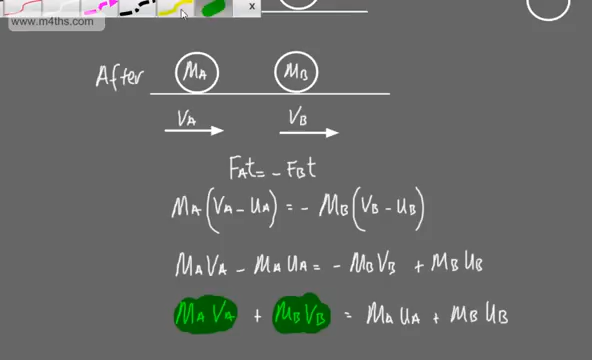 x
www.m4ths.com
After MA MB
VA VB
FAt = - FBt
MA(VA - UA) = - MB(VB - UB)
MAVA - MAUA = - MBVB + MBUB
MAVA + MBVB = MAUA + MBUB